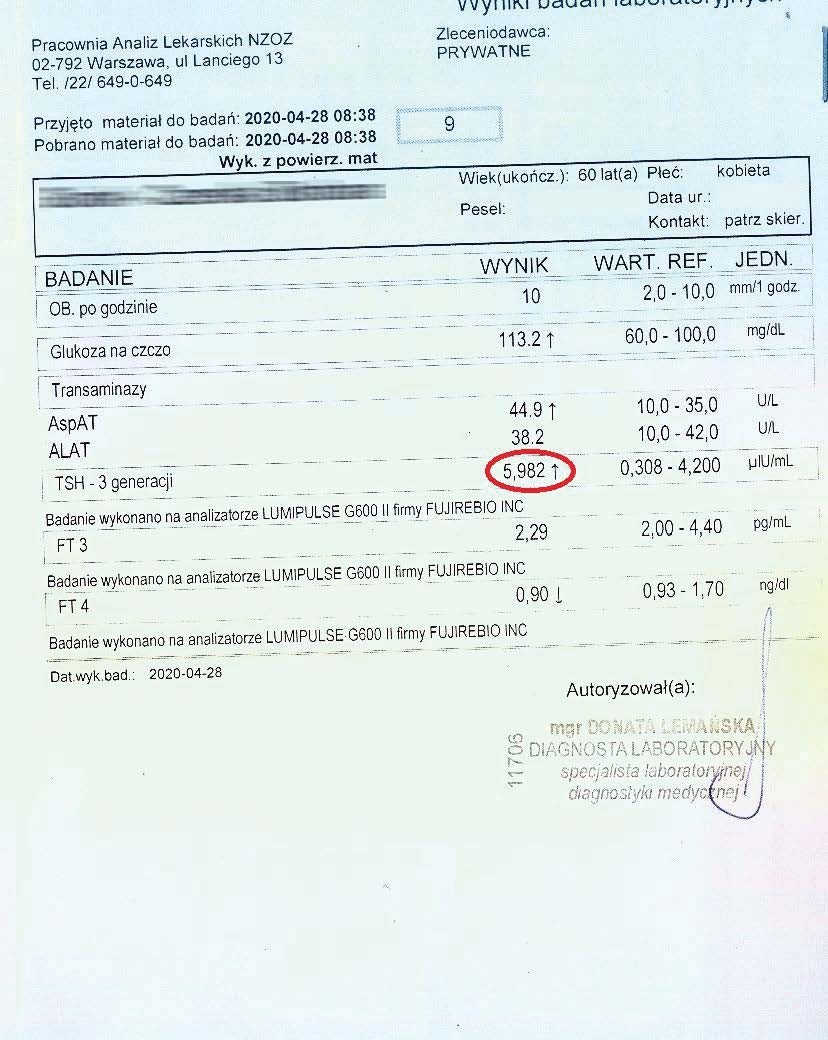 Wyniki badań laboratoryjnych
Pracownia Analiz Lekarskich NZOZ
02-792 Warszawa, ul Lanciego 13
Tel. /22/ 649-0-649
Zleceniodawca:
PRYWATNE
Przyjęto materiał do badań: 2020-04-28 08:38
Pobrano materiał do badań: 2020-04-28 08:38
Wyk. z powierz. mat
9
Wiek(ukończ.): 60 lat(a) Płeć: kobieta
Pesel: Data ur.:
Kontakt: patrz skier.
BADANIE WYNIK WART. REF. JEDN.
OB. po godzinie 10 2,0 - 10,0 mm/1 godz.
Glukoza na czczo 113.2 ↑ 60,0 - 100,0 mg/dL
Transaminazy
AspAT 44.9 ↑ 10,0 - 35,0 U/L
ALAT 38.2 10,0 - 42,0 U/L
TSH - 3 generacji 5,982 ↑ 0,308 - 4,200 µIU/mL
Badanie wykonano na analizatorze LUMIPULSE G600 II firmy FUJIREBIO INC
FT 3 2,29 2,00 - 4,40 pg/mL
Badanie wykonano na analizatorze LUMIPULSE G600 II firmy FUJIREBIO INC
FT 4 0,90 ↓ 0,93 - 1,70 ng/dl
Badanie wykonano na analizatorze LUMIPULSE G600 II firmy FUJIREBIO INC
Dat.wyk.bad.: 2020-04-28
Autoryzował(a):
mgr DONATA LEMAŃSKA
DIAGNOSTA LABORATORYJNY
specjalista laboratoryjnej
diagnostyki medycznej
11706